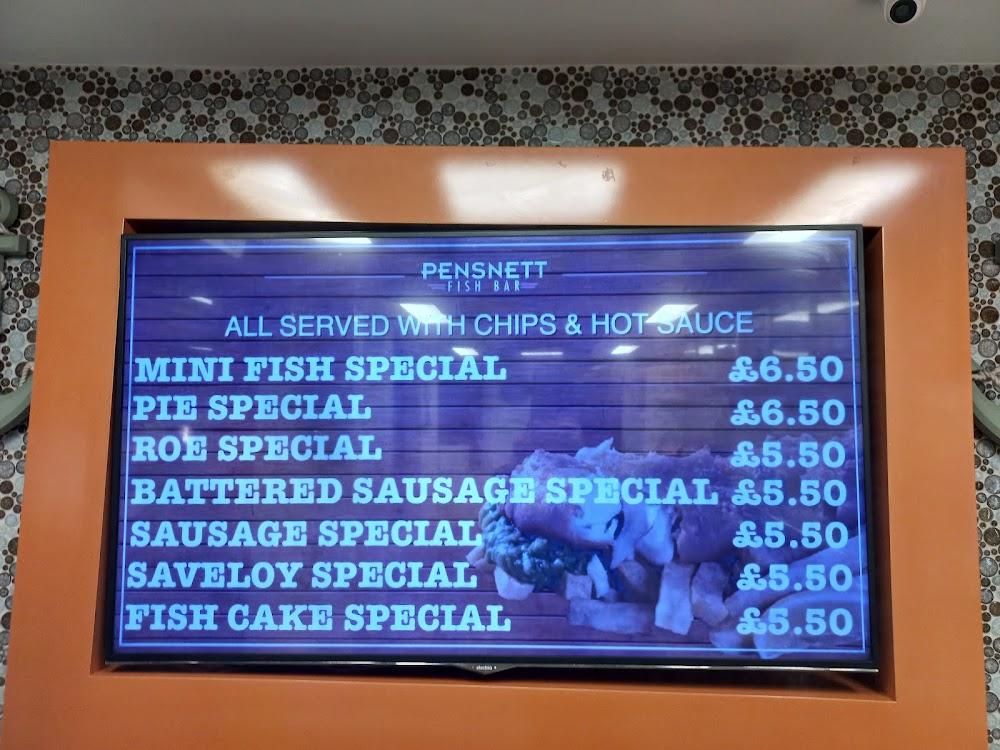 PENSNETT
FISH BAR
ALL SERVED WITH CHIPS & HOT SAUCE
MINI FISH SPECIAL £6.50
PIE SPECIAL £6.50
ROE SPECIAL £5.50
BATTERED SAUSAGE SPECIAL £5.50
SAUSAGE SPECIAL £5.50
SAVELOY SPECIAL £5.50
FISH CAKE SPECIAL £5.50